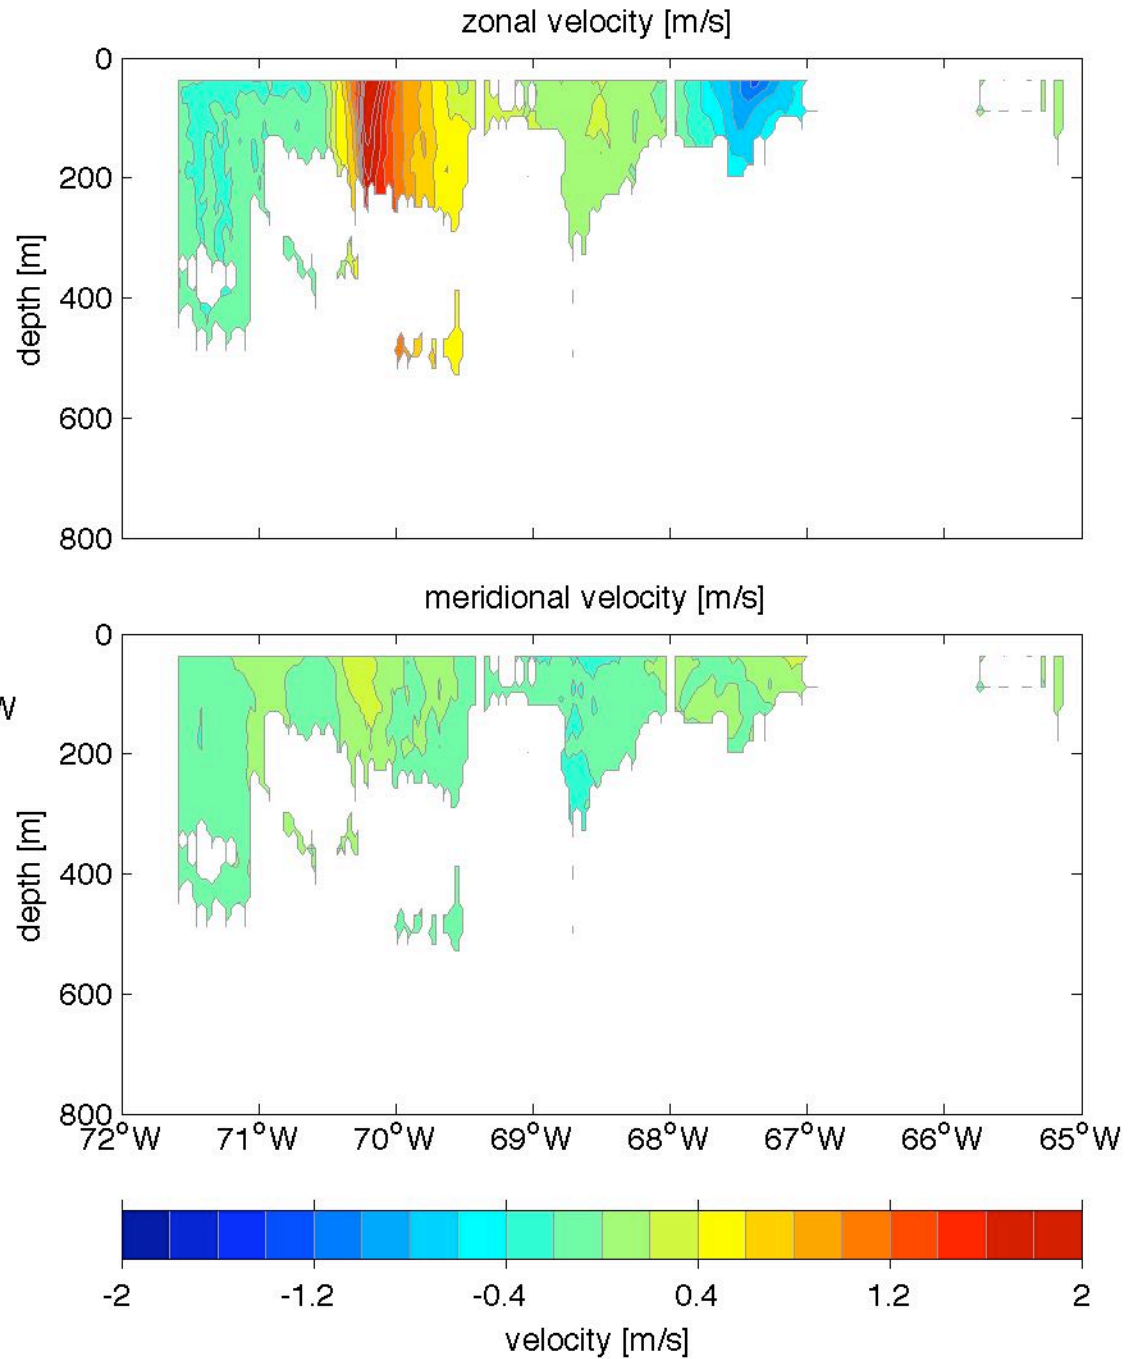 zonal velocity [m/s]
0
200
400
600
800
depth [m]
meridional velocity [m/s]
W
0
200
400
600
800
depth [m]
72°W 71°W 70°W 69°W 68°W 67°W 66°W 65°W
-2 -1.2 -0.4 0.4 1.2 2
velocity [m/s]